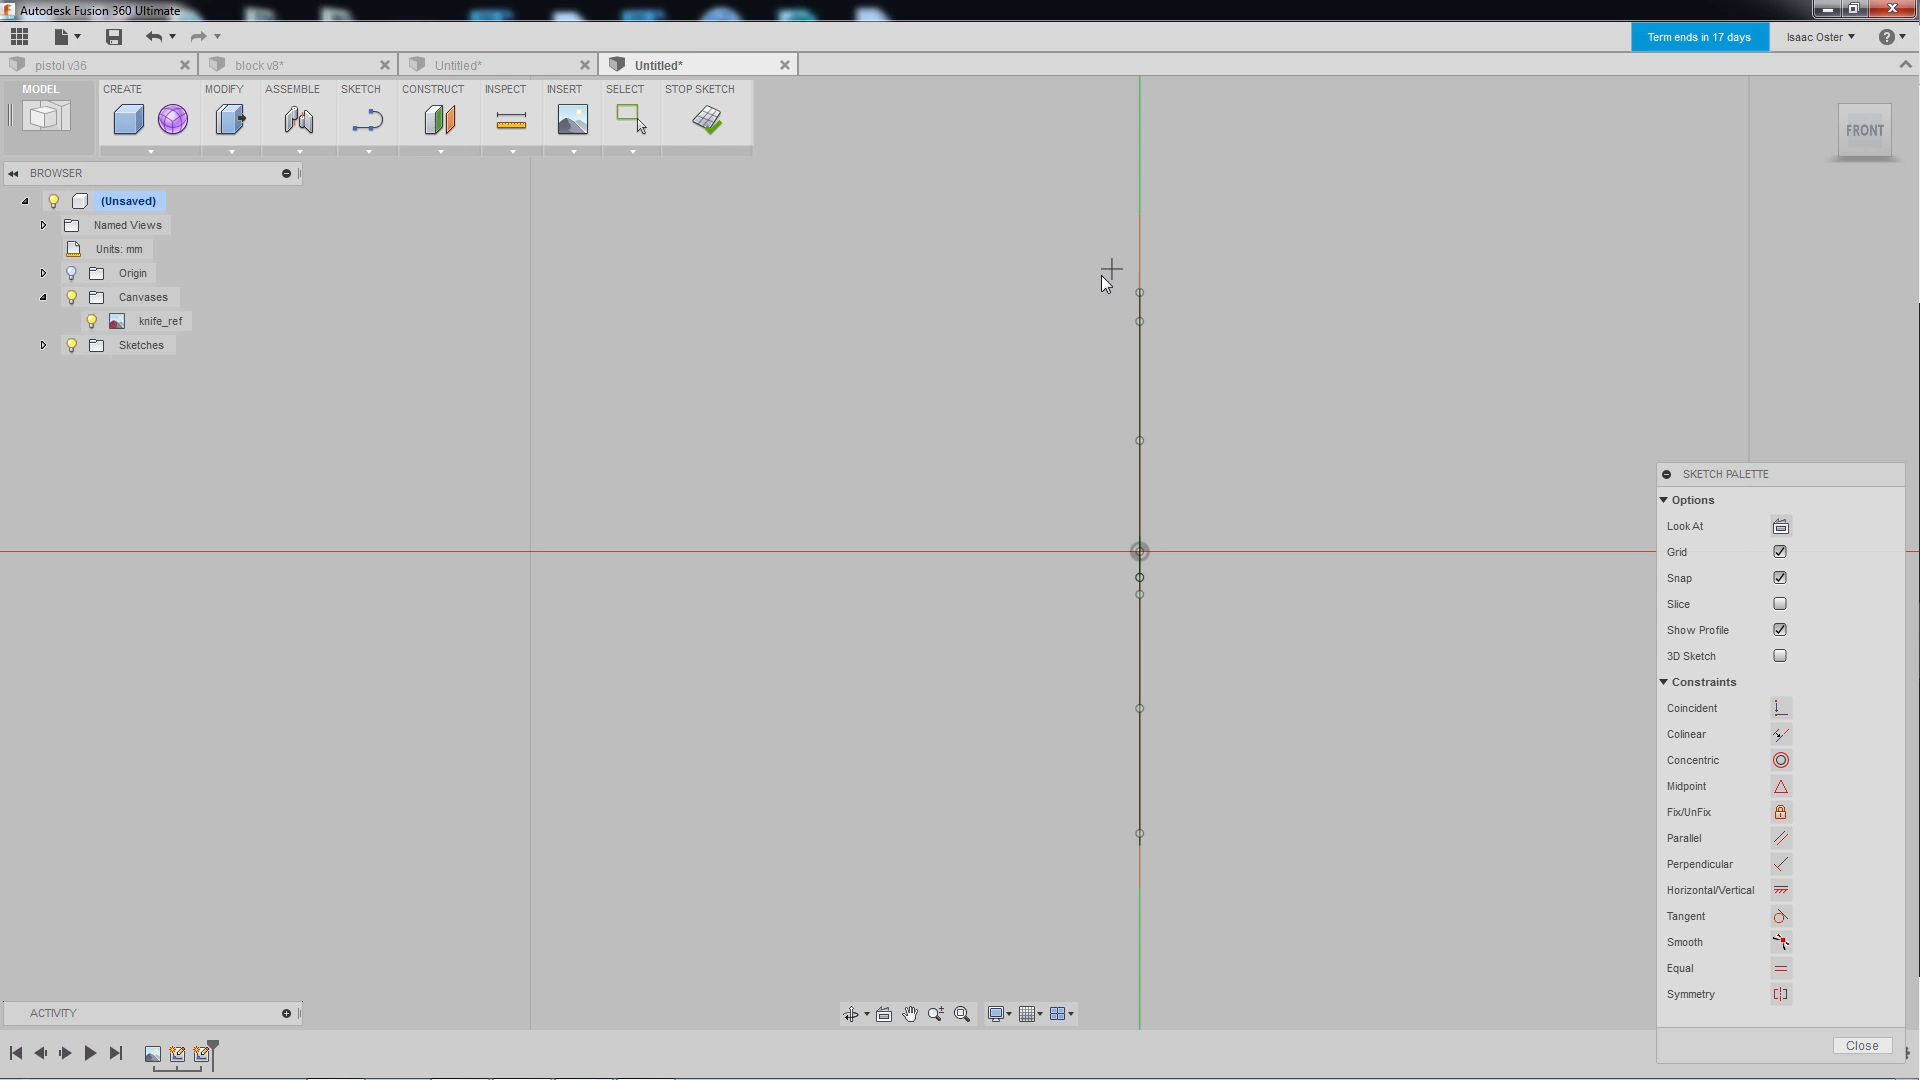 Autodesk Fusion 360 Ultimate
Term ends in 17 days
Isaac Oster
pistol v36
block v8*
Untitled*
Untitled*
MODEL
CREATE
MODIFY
ASSEMBLE
SKETCH
CONSTRUCT
INSPECT
INSERT
SELECT
STOP SKETCH
FRONT
BROWSER
(Unsaved)
Named Views
Units: mm
Origin
Canvases
knife_ref
Sketches
SKETCH PALETTE
Options
Look At
Grid
Snap
Slice
Show Profile
3D Sketch
Constraints
Coincident
Colinear
Concentric
Midpoint
Fix/UnFix
Parallel
Perpendicular
Horizontal/Vertical
Tangent
Smooth
Equal
Symmetry
Close
ACTIVITY